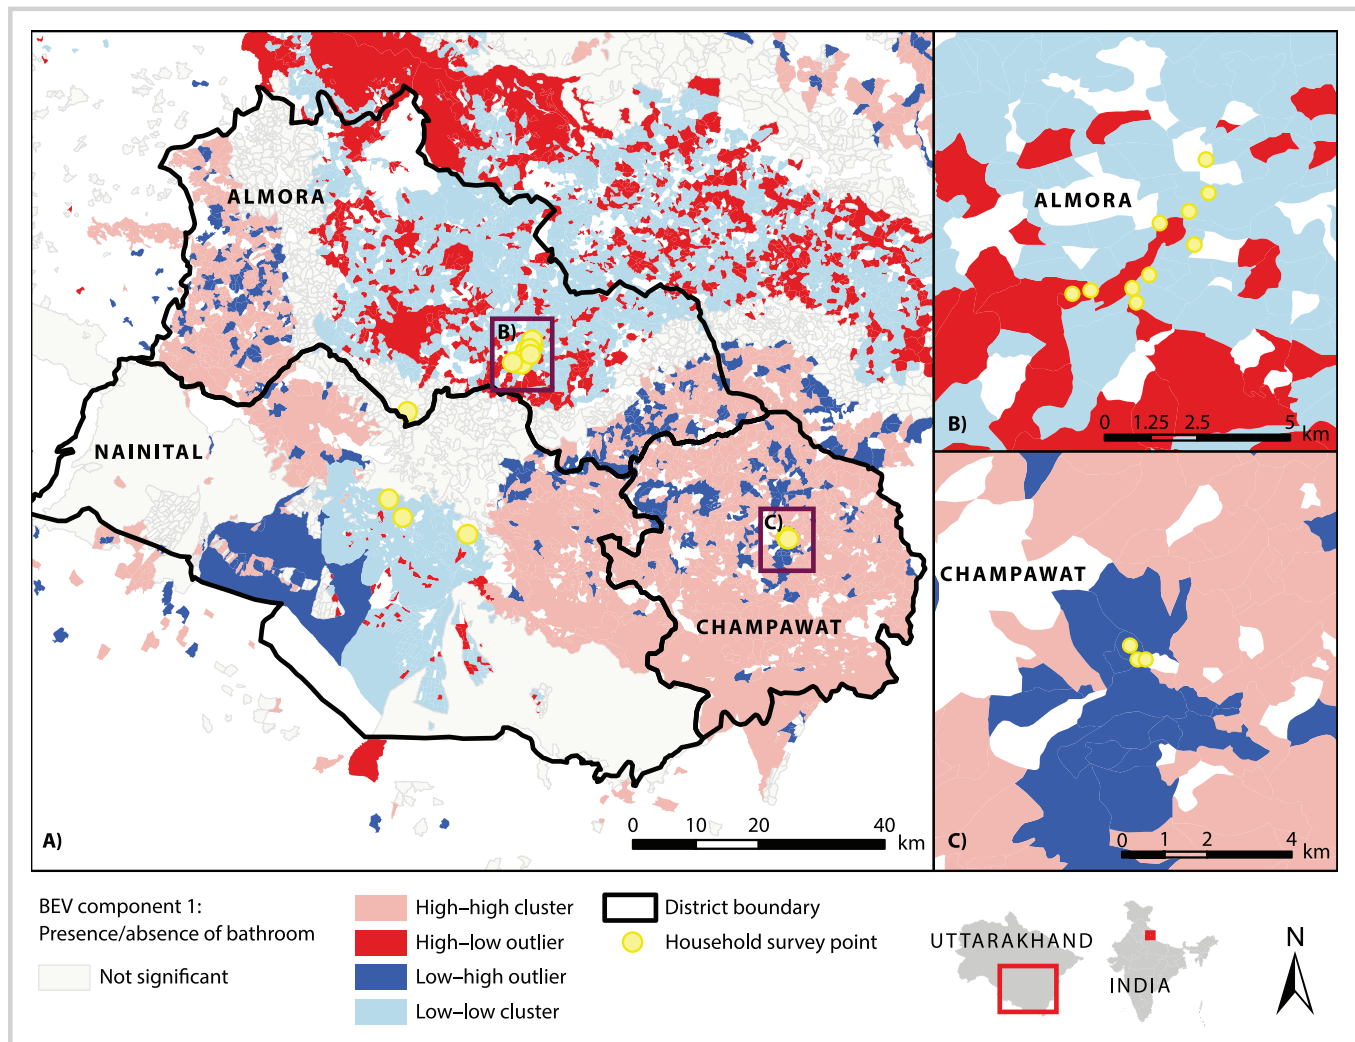 ALMORA
NAINITAL
CHAMPAWAT
B)
C)
A)
0 10 20 40
km
ALMORA
B)
0 1.25 2.5 5
km
CHAMPAWAT
C)
0 1 2 4
km
BEV component 1:
Presence/absence of bathroom
Not significant
High–high cluster
High–low outlier
Low–high outlier
Low–low cluster
District boundary
Household survey point
UTTARAKHAND
INDIA
N